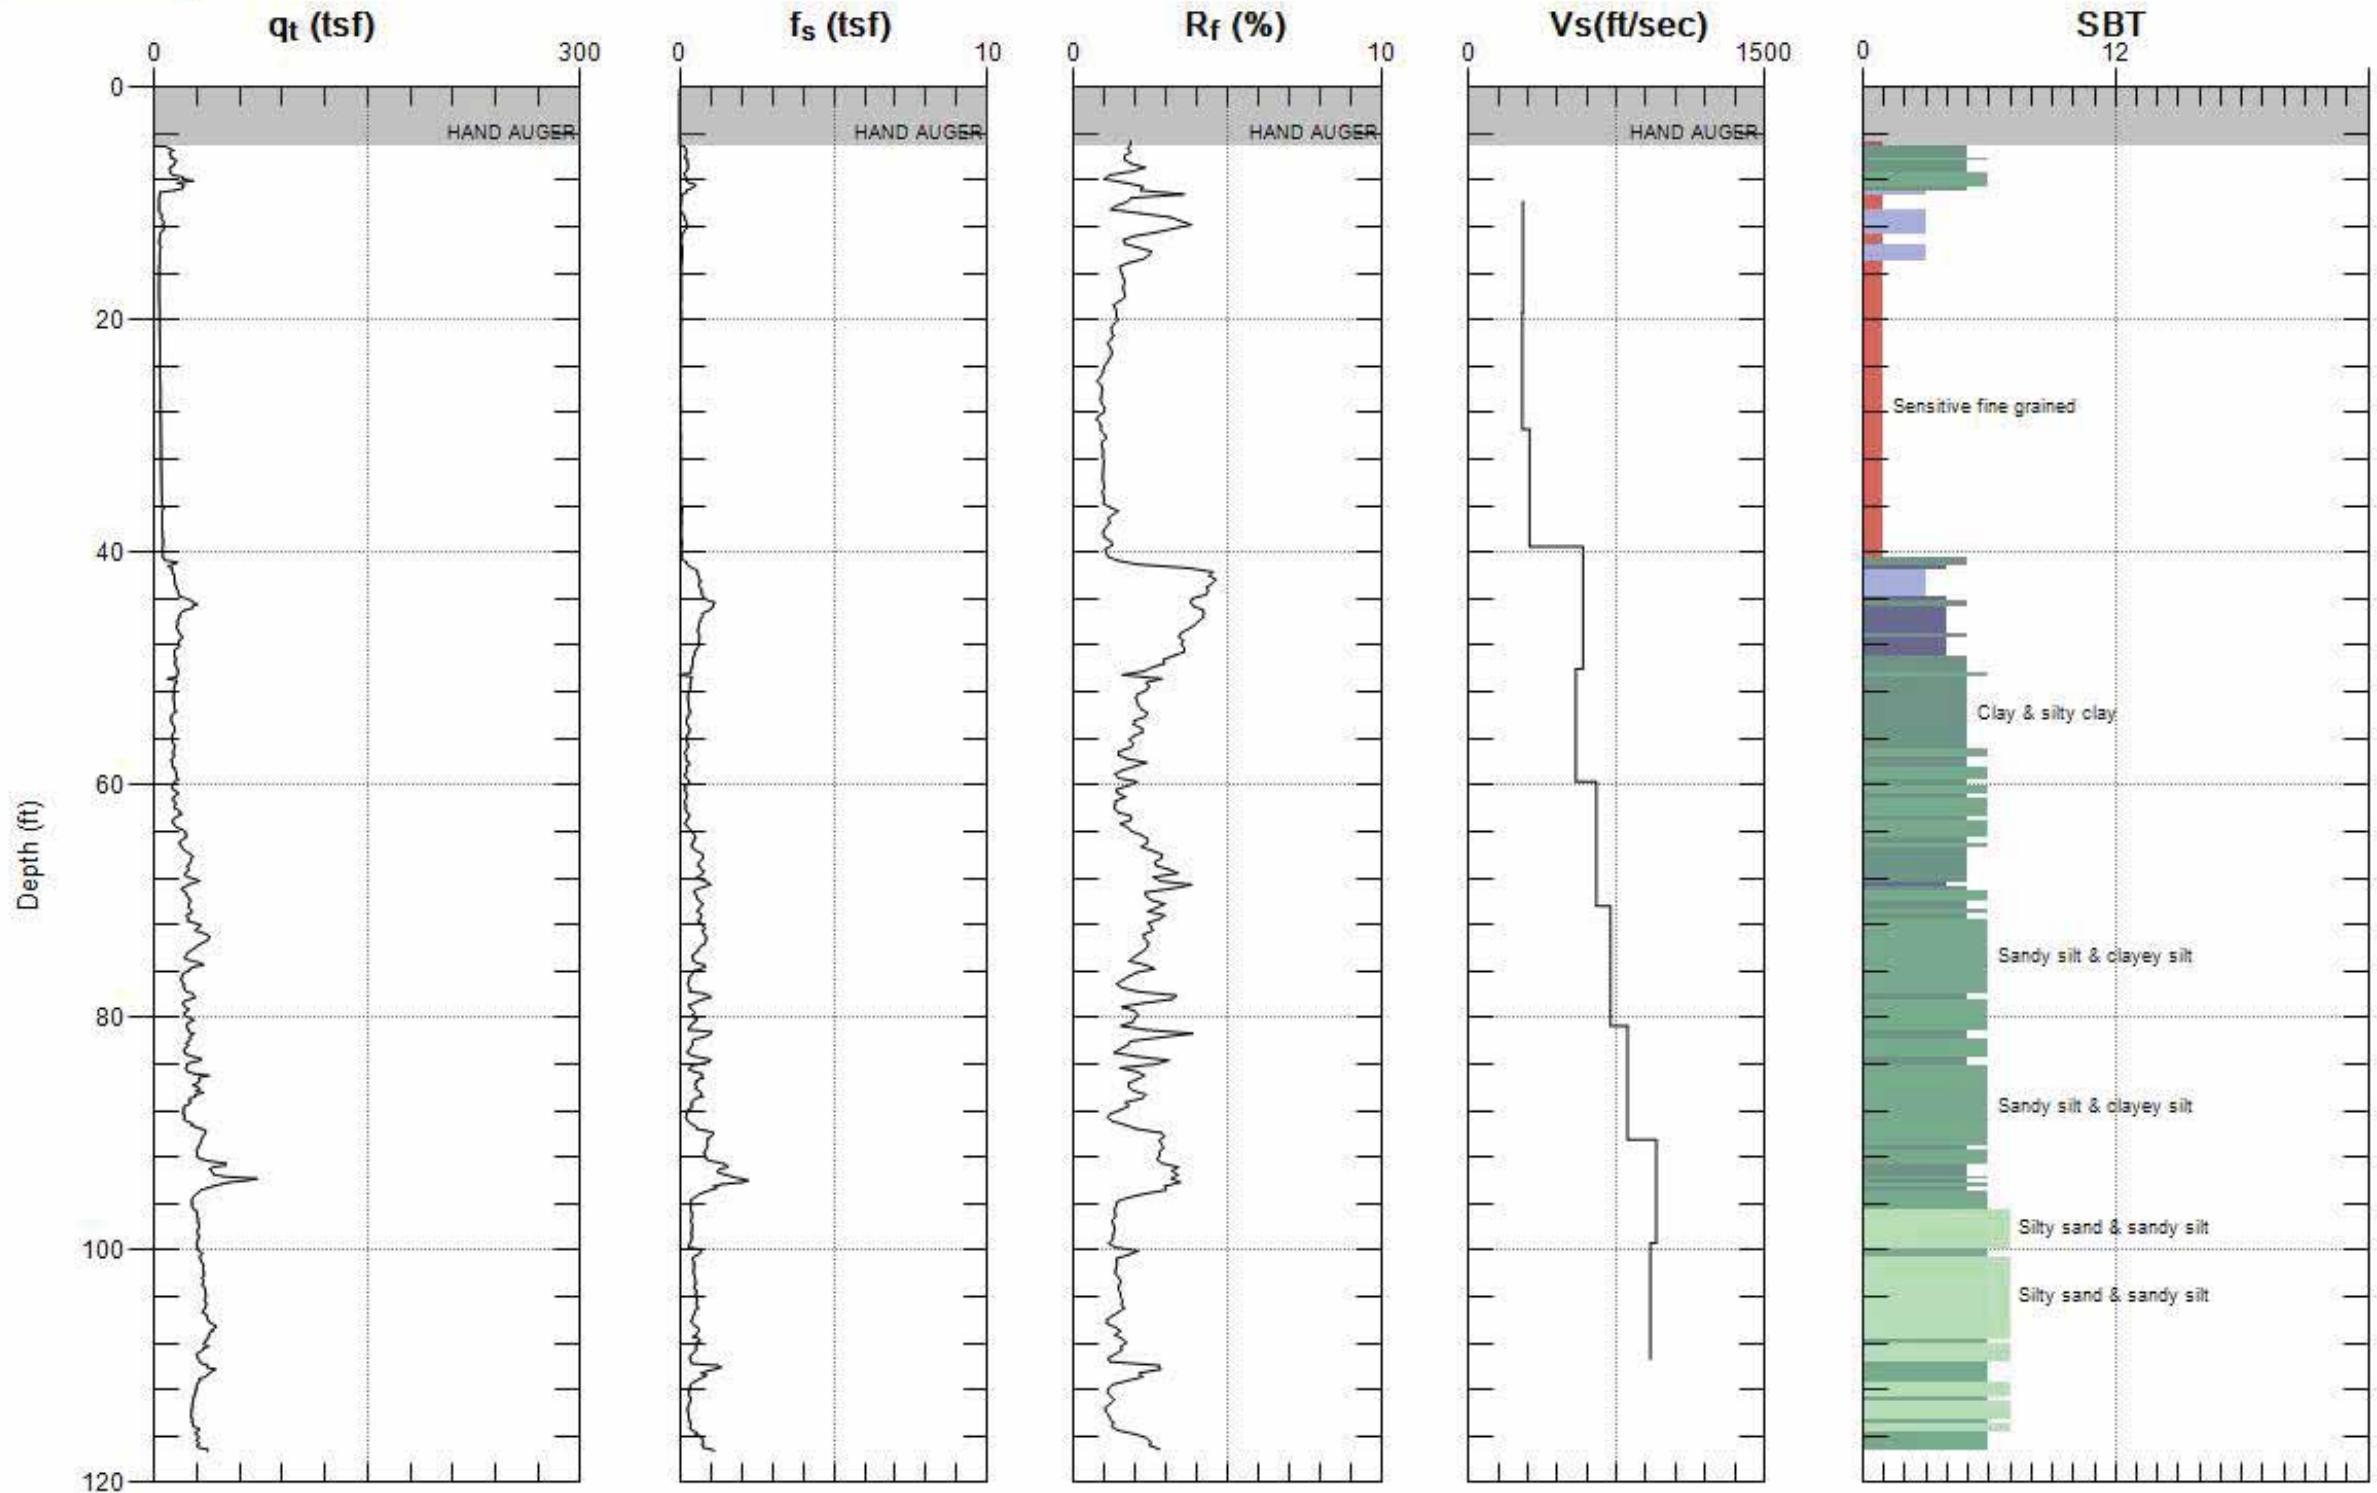 qt (tsf) fs (tsf) Rf (%) Vs(ft/sec) SBT
0 300 0 10 0 10 0 1500 0 12
0
HAND AUGER HAND AUGER HAND AUGER HAND AUGER
20
Sensitive fine grained
40
Clay & silty clay
60
Depth (ft)
Sandy silt & clayey silt
80
Sandy silt & clayey silt
Silty sand & sandy silt
100
Silty sand & sandy silt
120